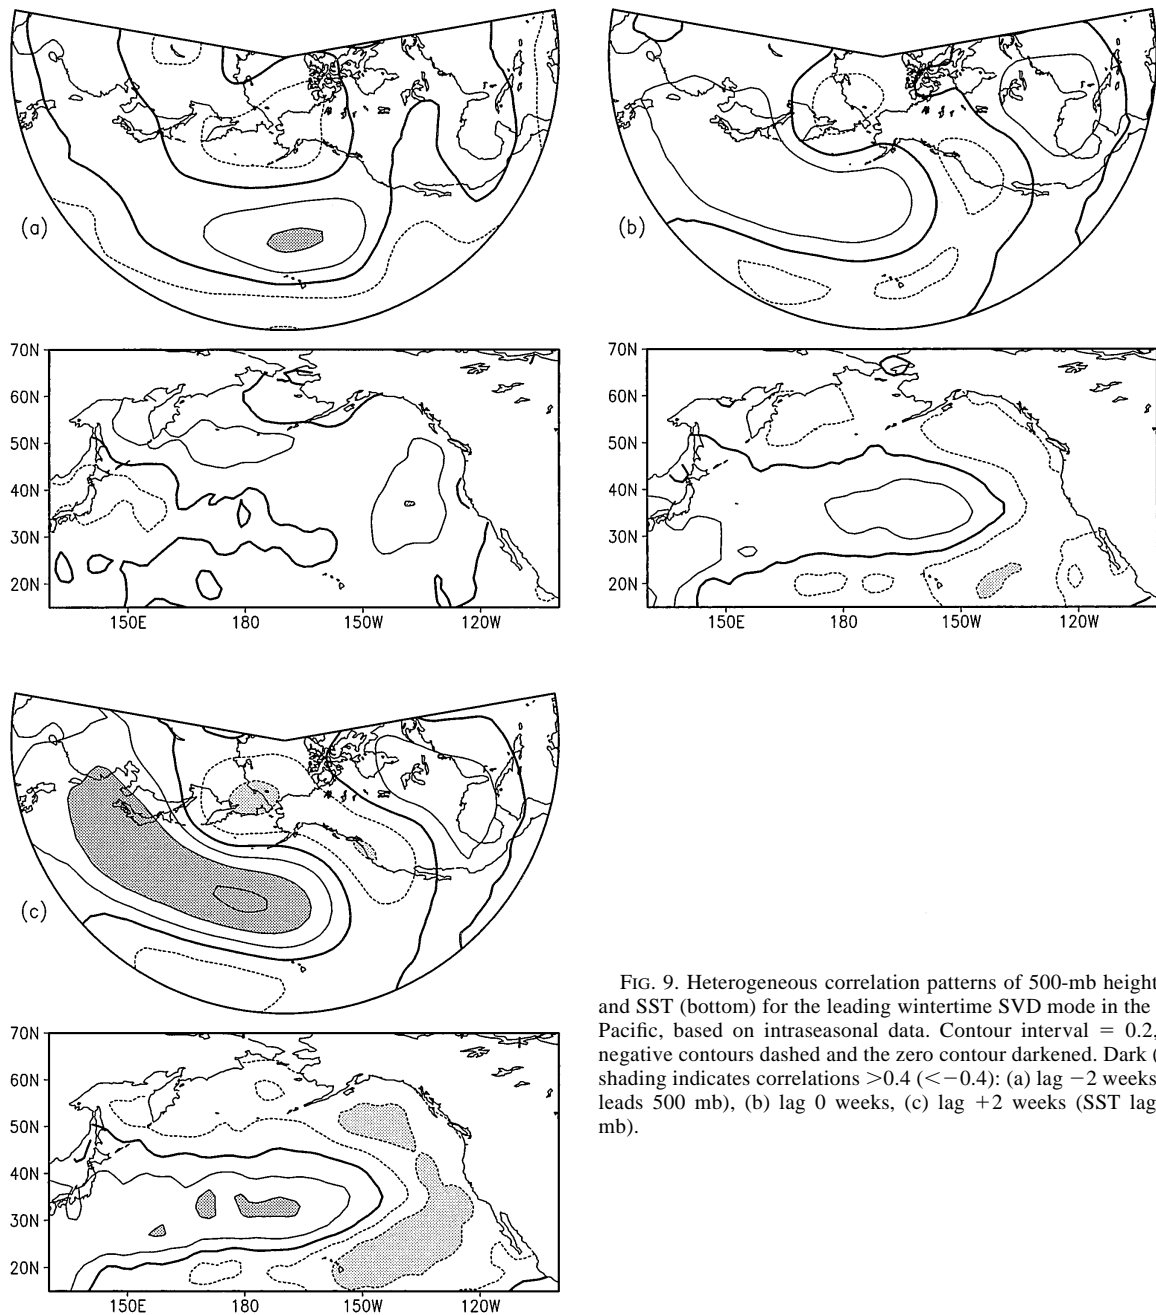 (a)
(b)
70N
60N
50N
40N
30N
20N
150E 180 150W 120W
70N
60N
50N
40N
30N
20N
150E 180 150W 120W
(c)
70N
60N
50N
40N
30N
20N
150E 180 150W 120W
FIG. 9. Heterogeneous correlation patterns of 500-mb height
and SST (bottom) for the leading wintertime SVD mode in the
Pacific, based on intraseasonal data. Contour interval = 0.2,
negative contours dashed and the zero contour darkened. Dark (
shading indicates correlations >0.4 (<−0.4): (a) lag −2 weeks
leads 500 mb), (b) lag 0 weeks, (c) lag +2 weeks (SST lag
mb).